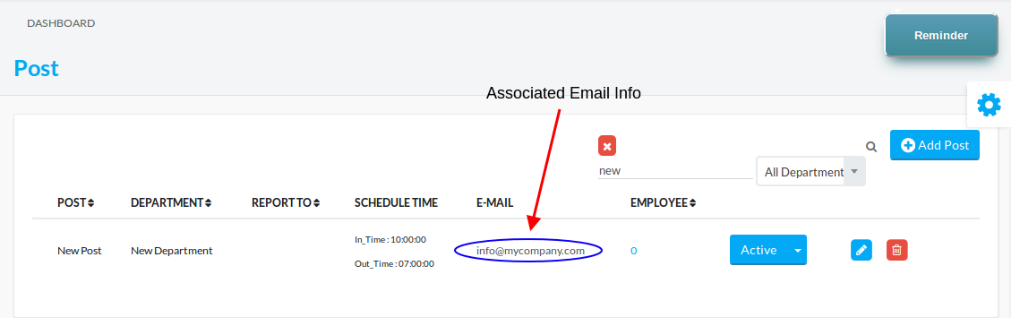 DASHBOARD
Reminder
Post
Associated Email Info
Add Post
new
All Department
POST DEPARTMENT REPORT TO SCHEDULE TIME E-MAIL EMPLOYEE
In_Time : 10:00:00
New Post New Department info@mycompany.com 0 Active
Out_Time : 07:00:00